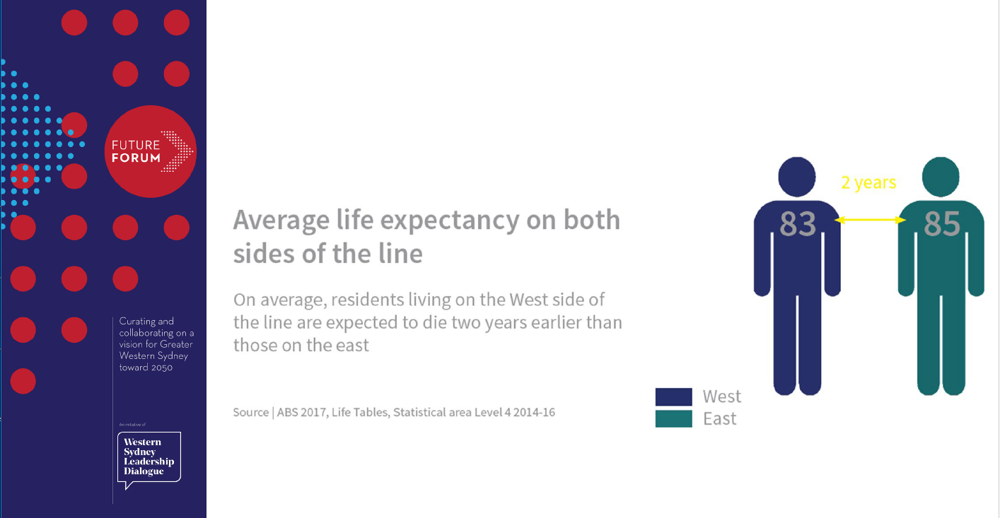 FUTURE
FORUM
Curating and
collaborating on a
vision for Greater
Western Sydney
toward 2050
An initiative of
Western
Sydney
Leadership
Dialogue
Average life expectancy on both
sides of the line
On average, residents living on the West side of
the line are expected to die two years earlier than
those on the east
Source | ABS 2017, Life Tables, Statistical area Level 4 2014-16
2 years
83
85
West
East